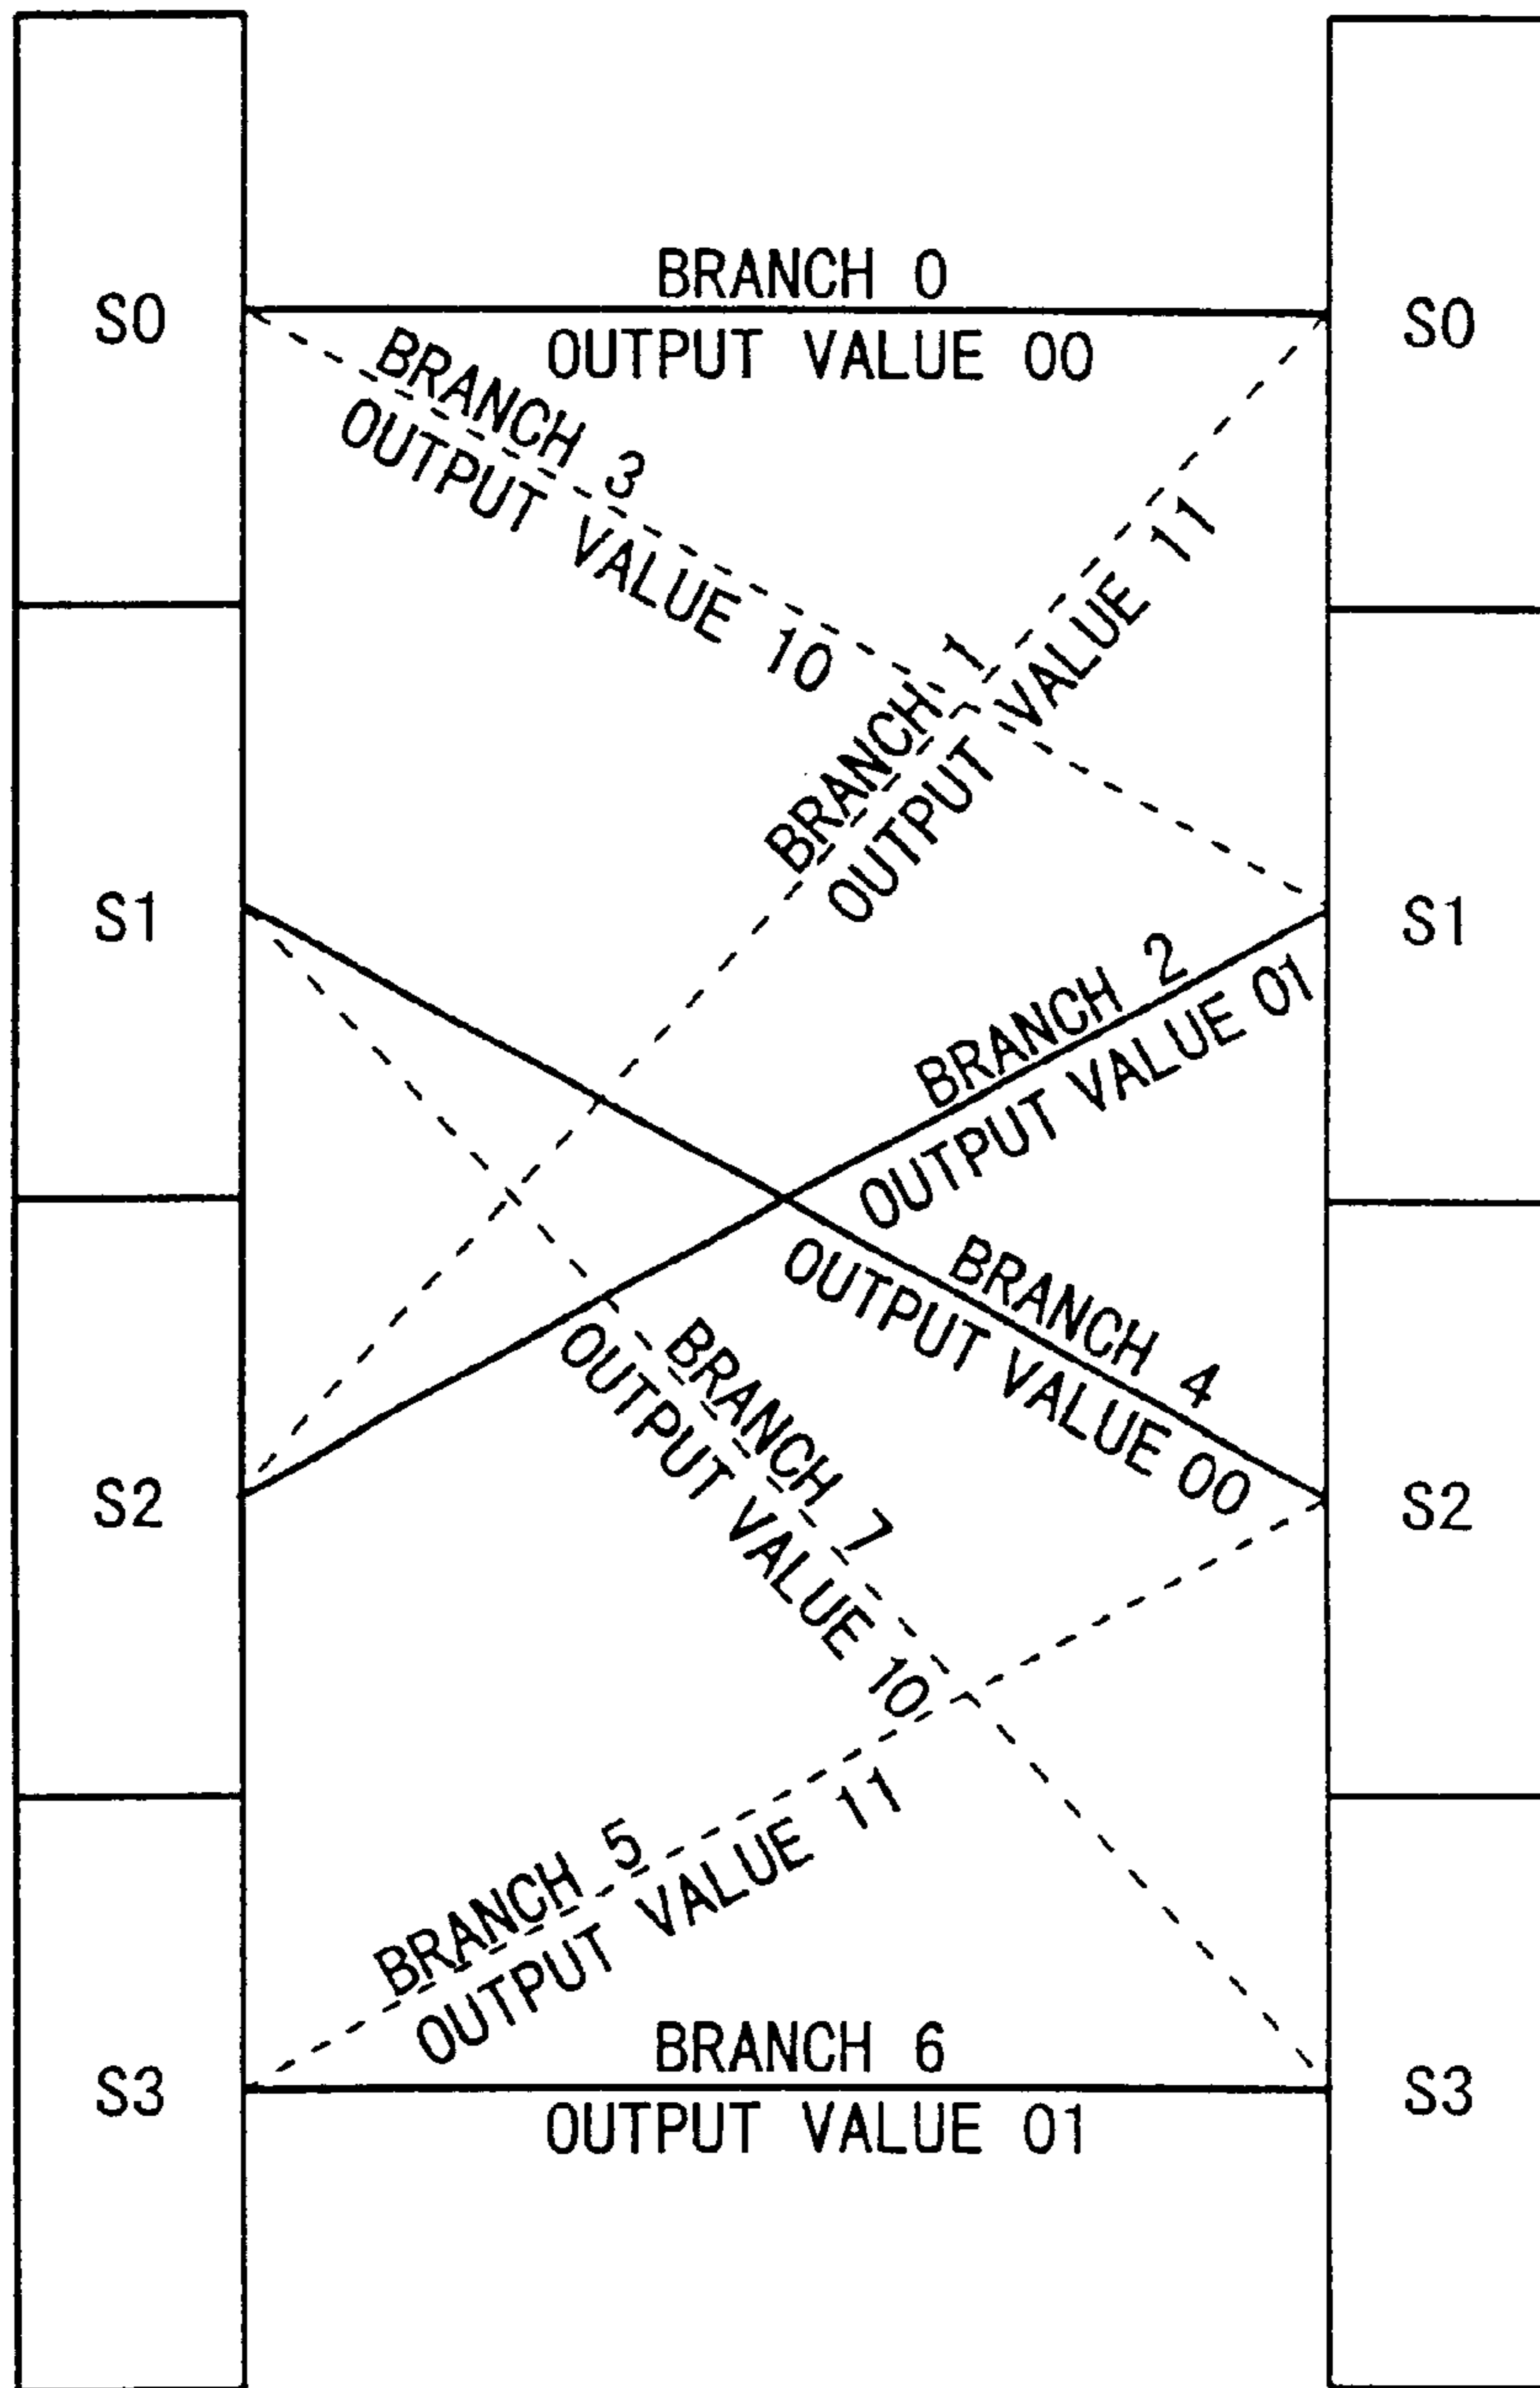 S0
BRANCH 0
OUTPUT VALUE 00
S0
BRANCH 3
OUTPUT VALUE 10
BRANCH 1
OUTPUT VALUE 11
S1
S1
BRANCH 2
OUTPUT VALUE 01
BRANCH 4
OUTPUT VALUE 00
BRANCH 7
OUTPUT VALUE 10
S2
S2
BRANCH 5
OUTPUT VALUE 11
S3
BRANCH 6
OUTPUT VALUE 01
S3